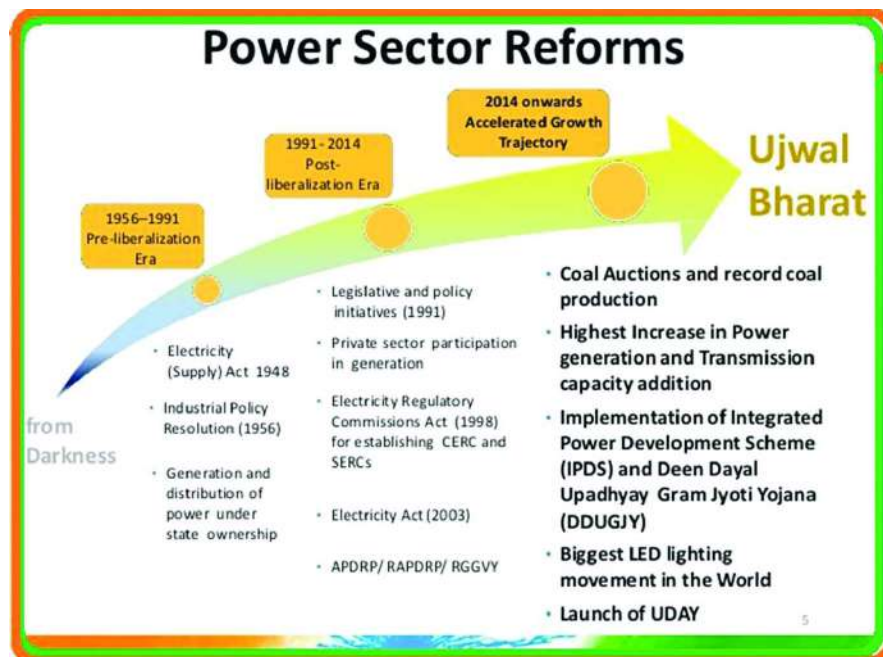 Power Sector Reforms
2014 onwards
Accelerated Growth
Trajectory
1991- 2014
Post-
liberalization Era
1956–1991
Pre-liberalization
Era
Ujwal
Bharat
from
Darkness
• Electricity
(Supply) Act 1948
• Industrial Policy
Resolution (1956)
• Generation and
distribution of
power under
state ownership
• Legislative and policy
initiatives (1991)
• Private sector participation
in generation
• Electricity Regulatory
Commissions Act (1998)
for establishing CERC and
SERCs
• Electricity Act (2003)
• APDRP/ RAPDRP/ RGGVY
• Coal Auctions and record coal
production
• Highest Increase in Power
generation and Transmission
capacity addition
• Implementation of Integrated
Power Development Scheme
(IPDS) and Deen Dayal
Upadhyay Gram Jyoti Yojana
(DDUGJY)
• Biggest LED lighting
movement in the World
• Launch of UDAY
5